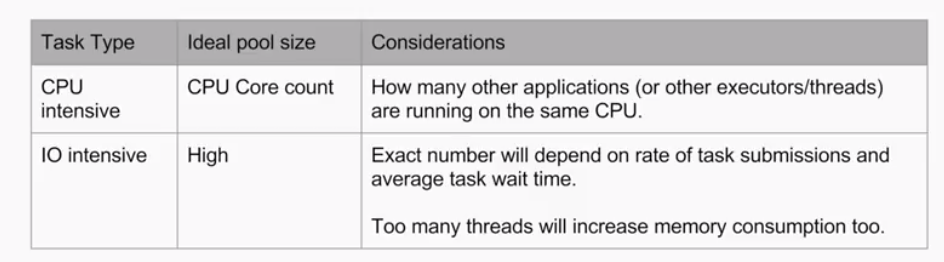 Task Type Ideal pool size Considerations
CPU intensive CPU Core count How many other applications (or other executors/threads)
are running on the same CPU.
IO intensive High Exact number will depend on rate of task submissions and
average task wait time.
Too many threads will increase memory consumption too.